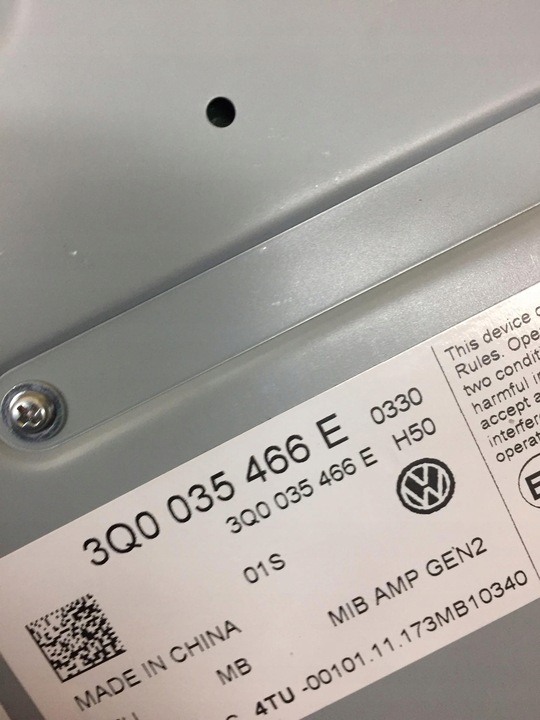 3Q0 035 466 E 0330
3Q0 035 466 E H50
01S
MADE IN CHINA
MIB AMP GEN2
MB
4TU -00101.11.173MB10340
This device
Rules. Ope
two condit
harmful in
accept a
interfer
operat